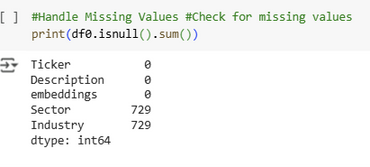 [ ] #Handle Missing Values #Check for missing values
print(df0.isnull().sum())
Ticker 0
Description 0
embeddings 0
Sector 729
Industry 729
dtype: int64